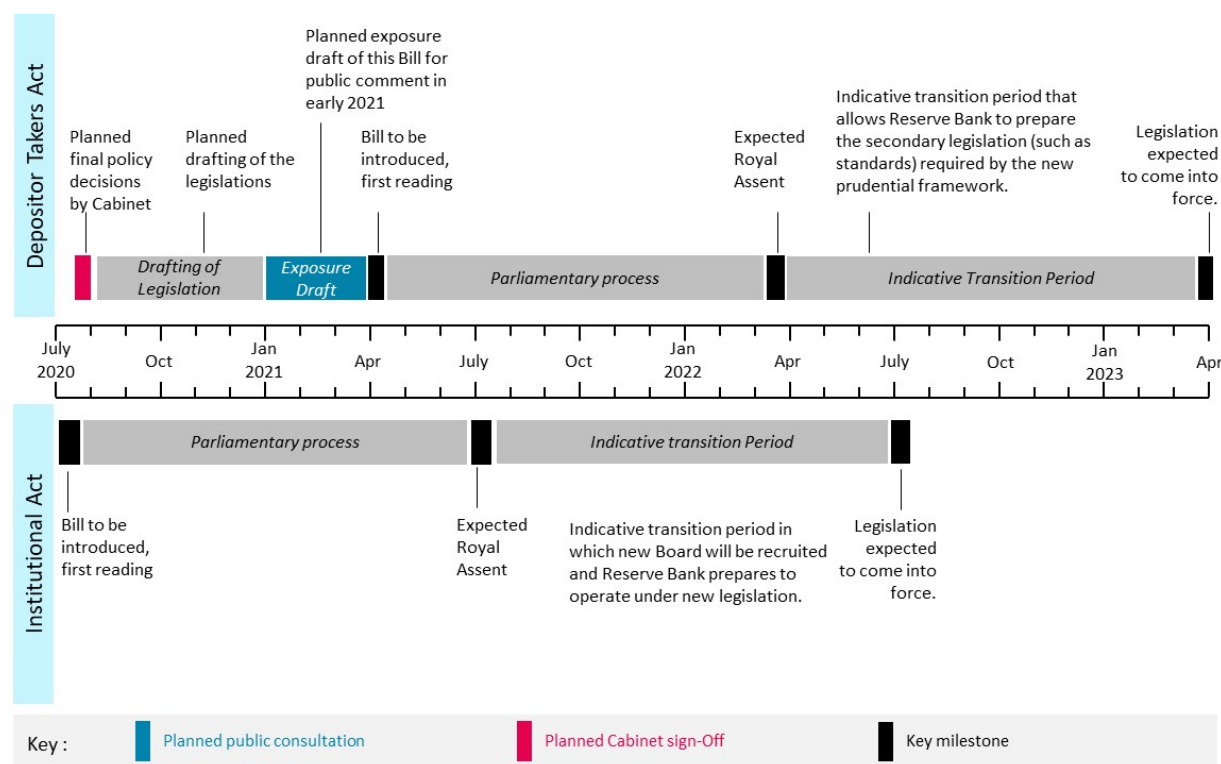 Depositor Takers Act
Planned exposure
draft of this Bill for
public comment in
early 2021
Planned
final policy
decisions
by Cabinet
Planned
drafting of the
legislations
Bill to be
introduced,
first reading
Expected
Royal
Assent
Indicative transition period that
allows Reserve Bank to prepare
the secondary legislation (such as
standards) required by the new
prudential framework.
Legislation
expected
to come into
force.
Drafting of
Legislation
Exposure
Draft
Parliamentary process
Indicative Transition Period
July
2020
Oct
Jan
2021
Apr
July
Oct
Jan
2022
Apr
July
Oct
Jan
2023
Apr
Institutional Act
Parliamentary process
Indicative transition Period
Bill to be
introduced,
first reading
Expected
Royal
Assent
Indicative transition period in
which new Board will be recruited
and Reserve Bank prepares to
operate under new legislation.
Legislation
expected
to come into
force.
Key :
Planned public consultation
Planned Cabinet sign-Off
Key milestone